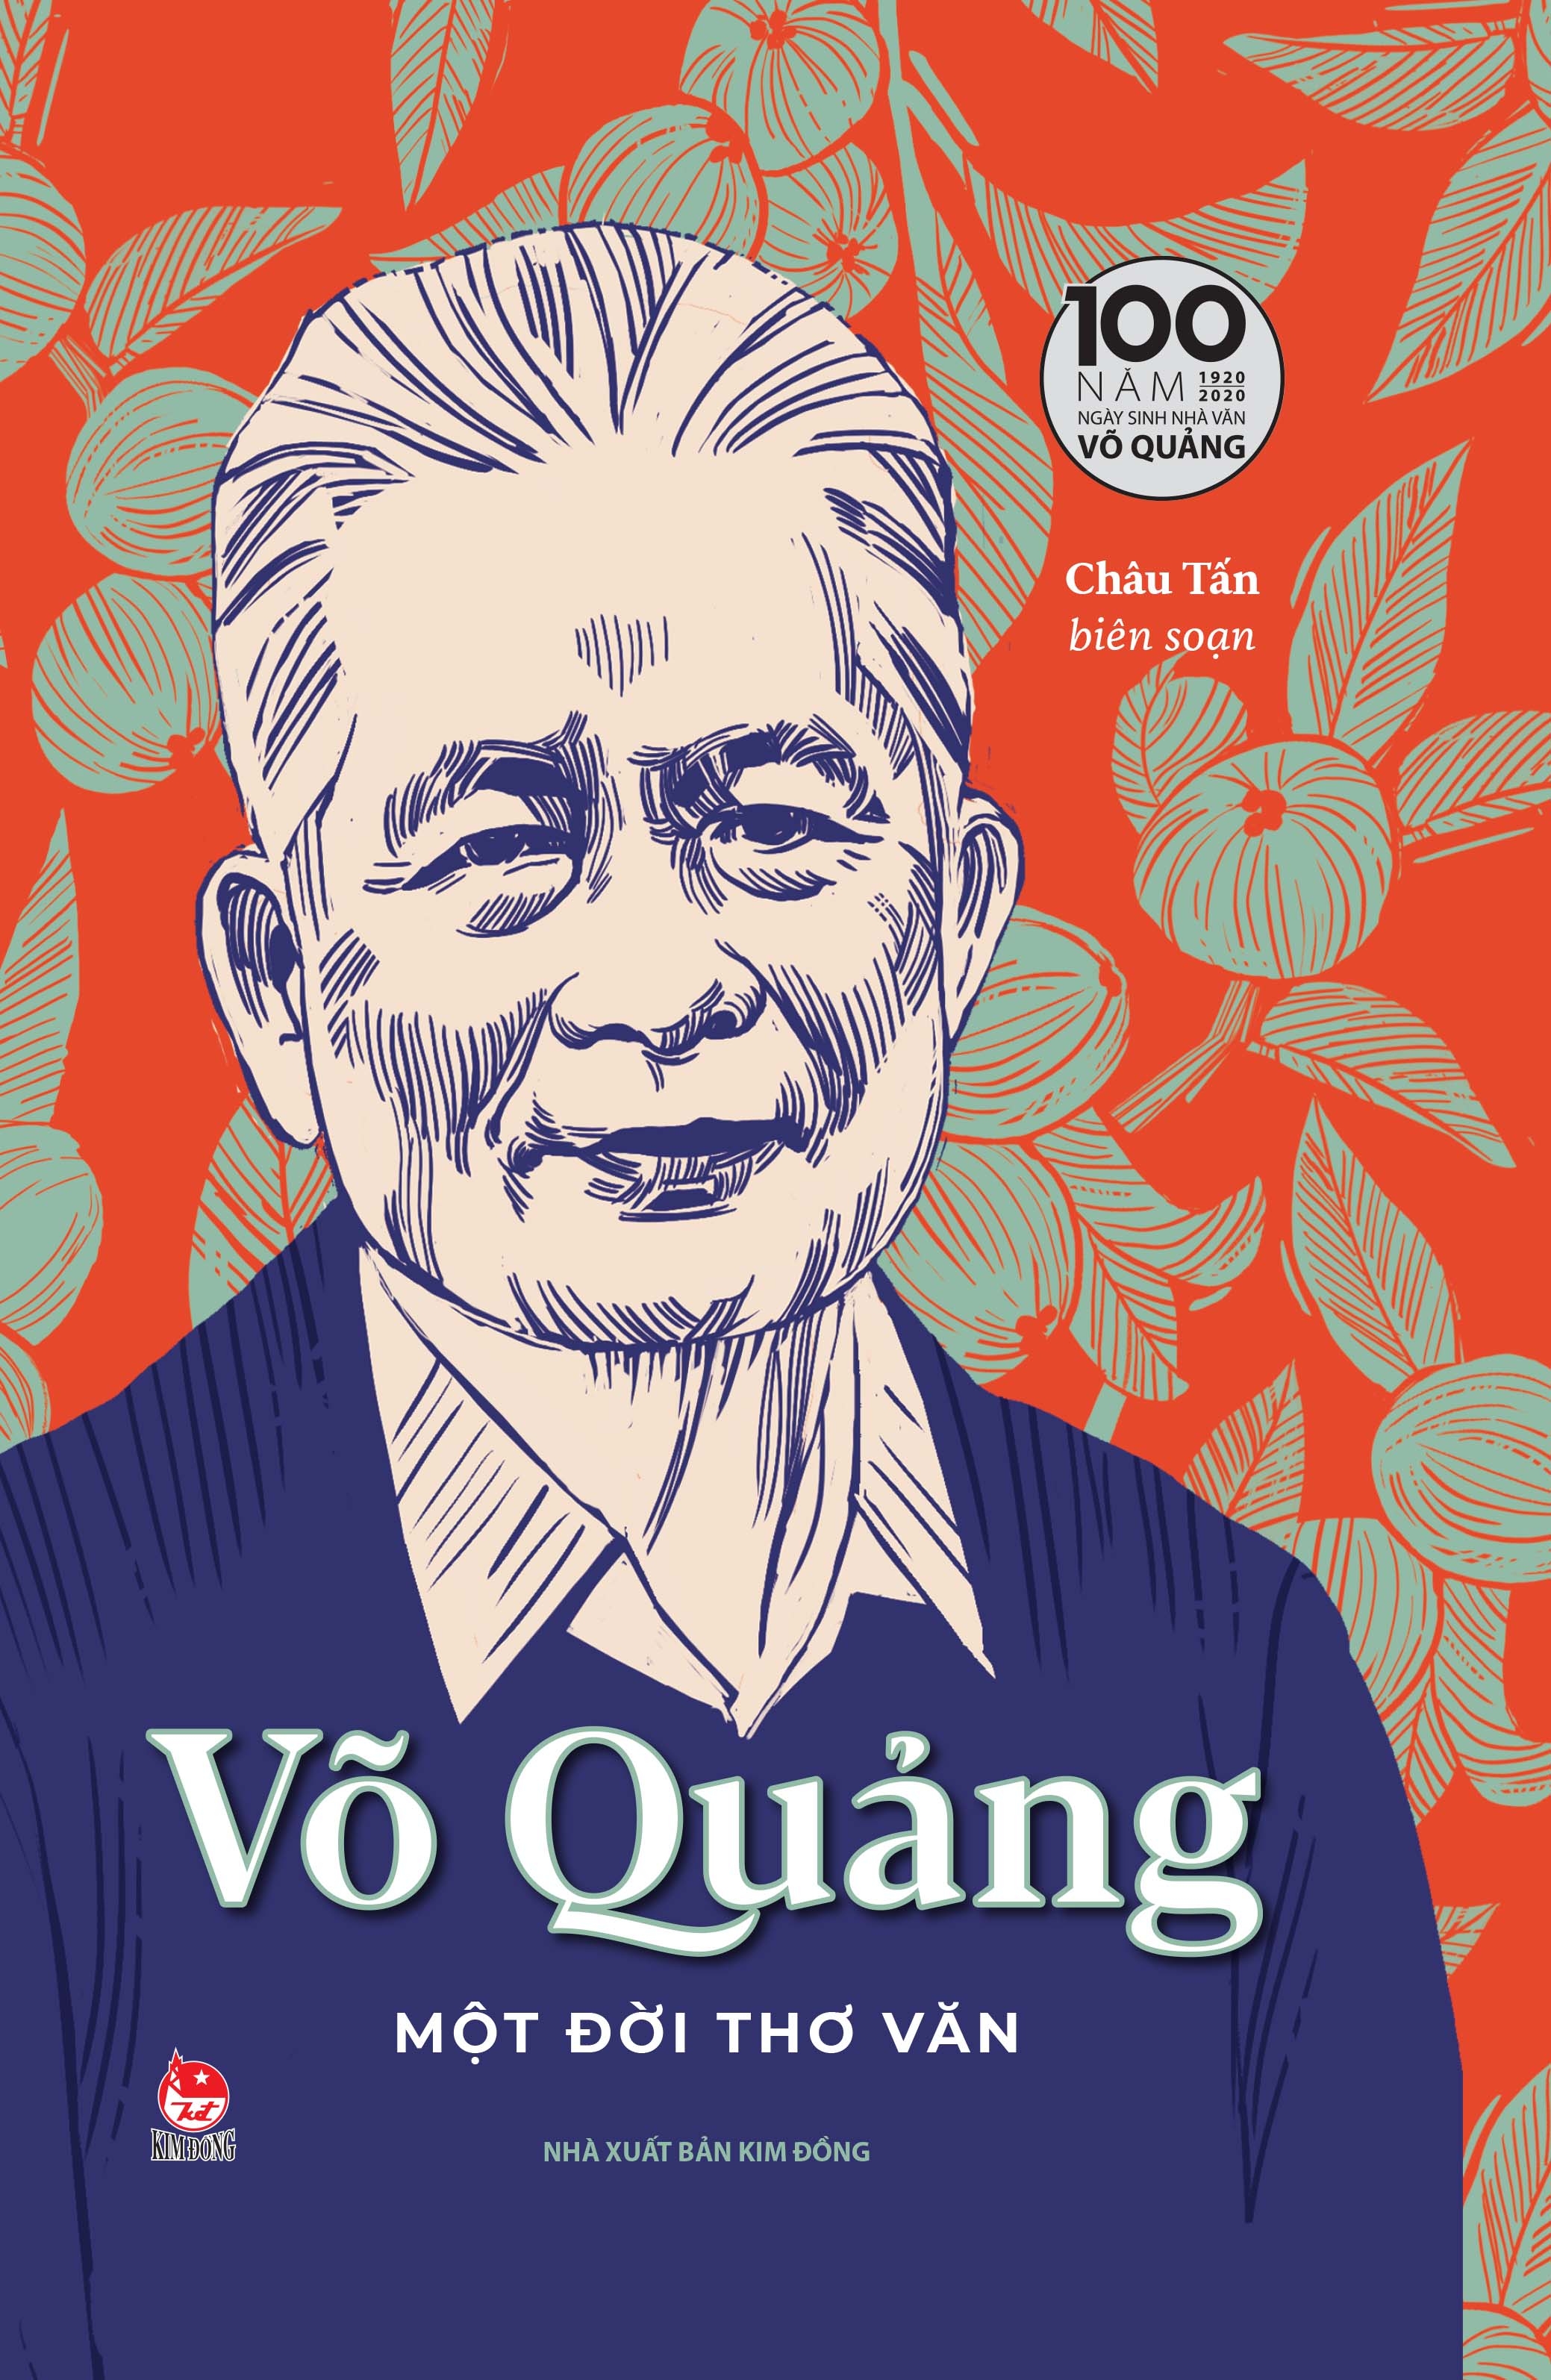 100
NĂM 1920
2020
NGÀY SINH NHÀ VĂN
VÕ QUẢNG
Châu Tấn
biên soạn
Võ Quảng
MỘT ĐỜI THƠ VĂN
kđ
KIM ĐỒNG
NHÀ XUẤT BẢN KIM ĐỒNG